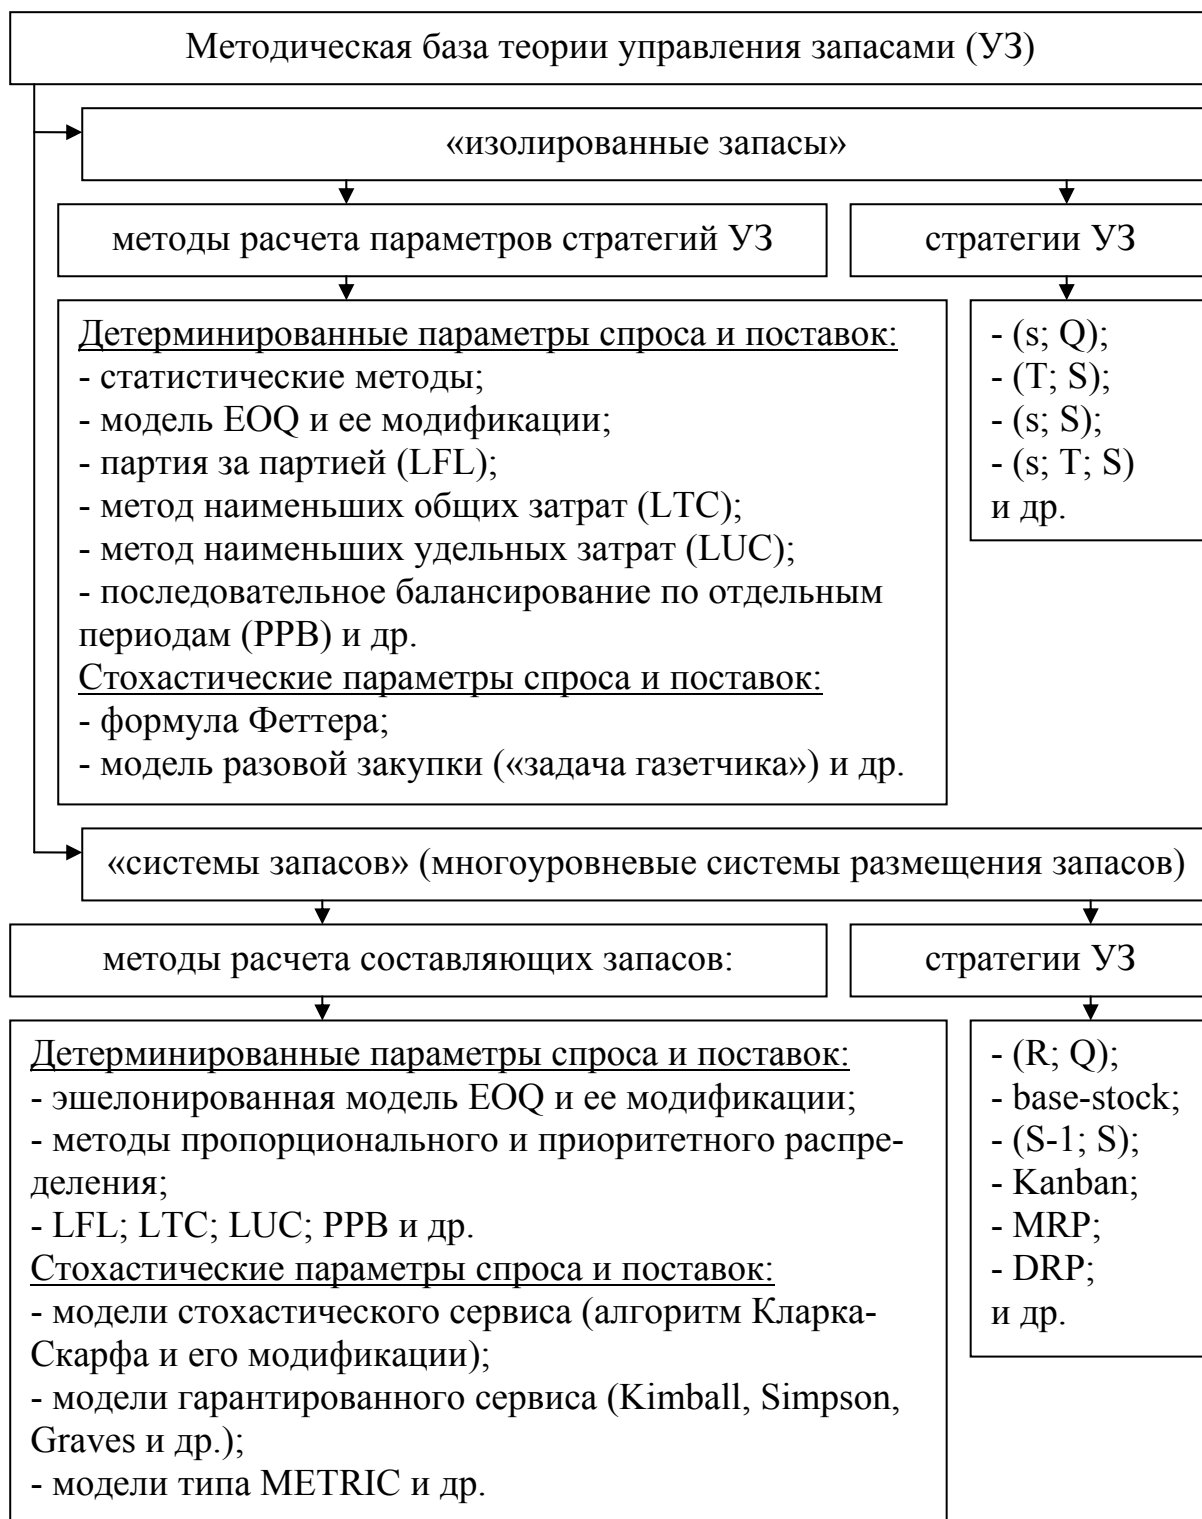 Методическая база теории управления запасами (УЗ)
«изолированные запасы»
методы расчета параметров стратегий УЗ
стратегии УЗ
Детерминированные параметры спроса и поставок:
- статистические методы;
- модель EOQ и ее модификации;
- партия за партией (LFL);
- метод наименьших общих затрат (LTC);
- метод наименьших удельных затрат (LUC);
- последовательное балансирование по отдельным
периодам (PPB) и др.
Стохастические параметры спроса и поставок:
- формула Феттера;
- модель разовой закупки («задача газетчика») и др.
- (s; Q);
- (T; S);
- (s; S);
- (s; T; S)
и др.
«системы запасов» (многоуровневые системы размещения запасов)
методы расчета составляющих запасов:
стратегии УЗ
Детерминированные параметры спроса и поставок:
- эшелонированная модель EOQ и ее модификации;
- методы пропорционального и приоритетного распре-
деления;
- LFL; LTC; LUC; PPB и др.
Стохастические параметры спроса и поставок:
- модели стохастического сервиса (алгоритм Кларка-
Скарфа и его модификации);
- модели гарантированного сервиса (Kimball, Simpson,
Graves и др.);
- модели типа METRIC и др.
- (R; Q);
- base-stock;
- (S-1; S);
- Kanban;
- MRP;
- DRP;
и др.